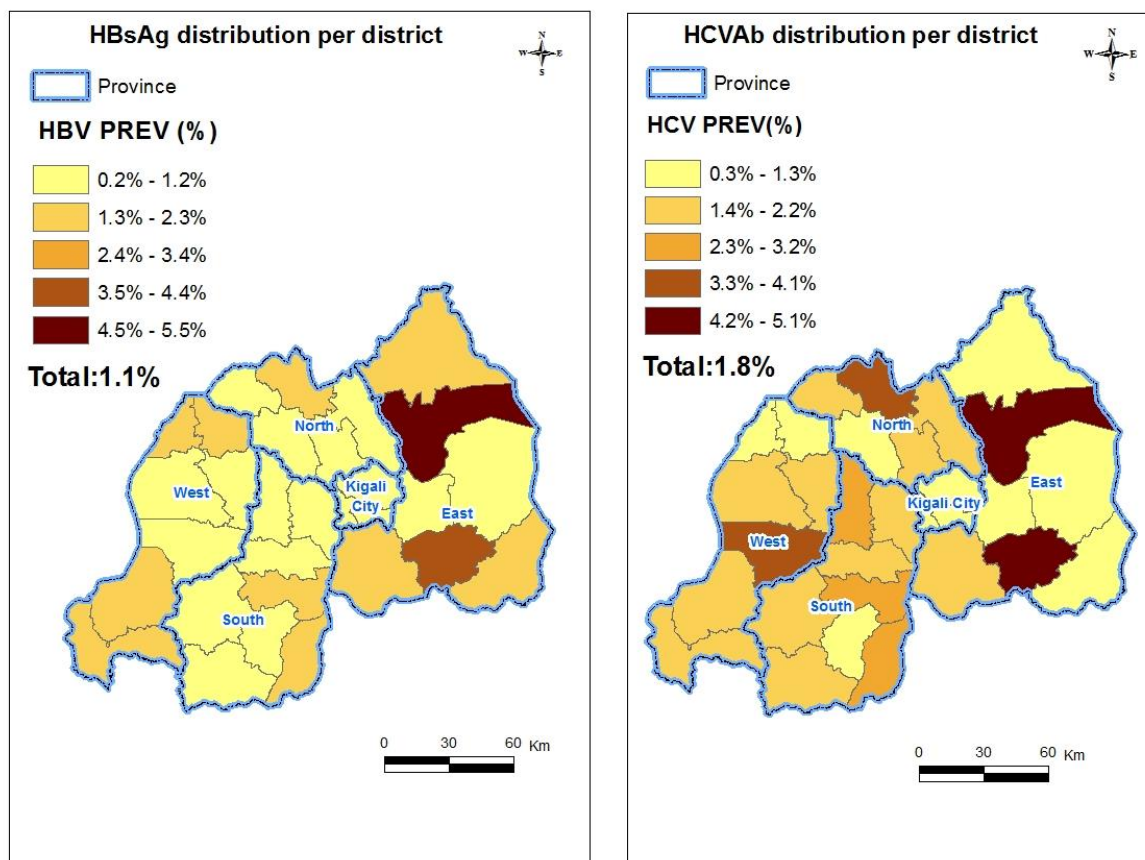 HBsAg distribution per district
N
W E
S
Province
HBV PREV (%)
0.2% - 1.2%
1.3% - 2.3%
2.4% - 3.4%
3.5% - 4.4%
4.5% - 5.5%
Total:1.1%
North
West
Kigali
City
East
South
0 30 60 Km
HCVAb distribution per district
N
W E
S
Province
HCV PREV(%)
0.3% - 1.3%
1.4% - 2.2%
2.3% - 3.2%
3.3% - 4.1%
4.2% - 5.1%
Total:1.8%
North
East
Kigali City
West
South
0 30 60 Km